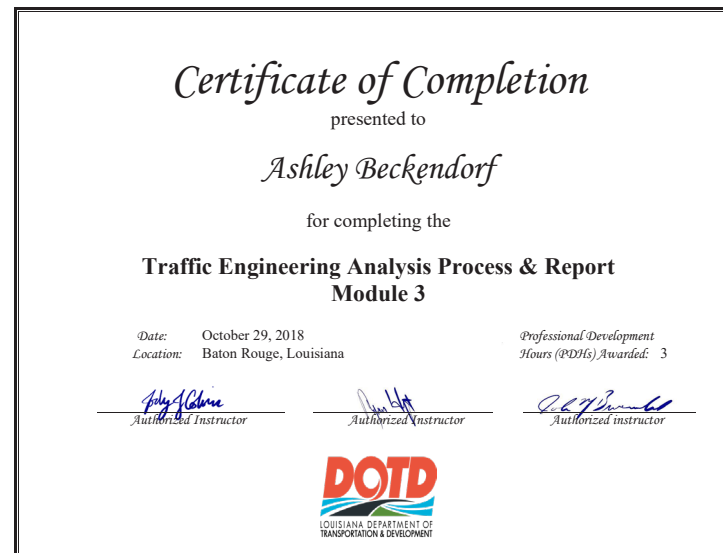 Certificate of Completion
presented to
Ashley Beckendorf
for completing the
Traffic Engineering Analysis Process & Report
Module 3
Date: October 29, 2018
Location: Baton Rouge, Louisiana
Professional Development
Hours (PDHs) Awarded: 3
Authorized Instructor
Authorized Instructor
Authorized instructor
DOTD
LOUISIANA DEPARTMENT OF
TRANSPORTATION & DEVELOPMENT